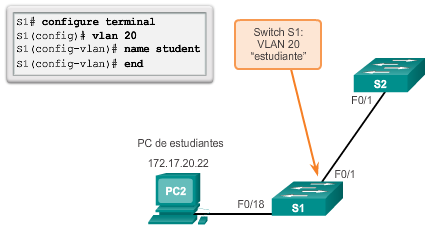 S1# configure terminal
S1(config)# vlan 20
S1(config-vlan)# name student
S1(config-vlan)# end
Switch S1:
VLAN 20
“estudiante”
S2
F0/1
PC de estudiantes
172.17.20.22
PC2
F0/18
F0/1
S1